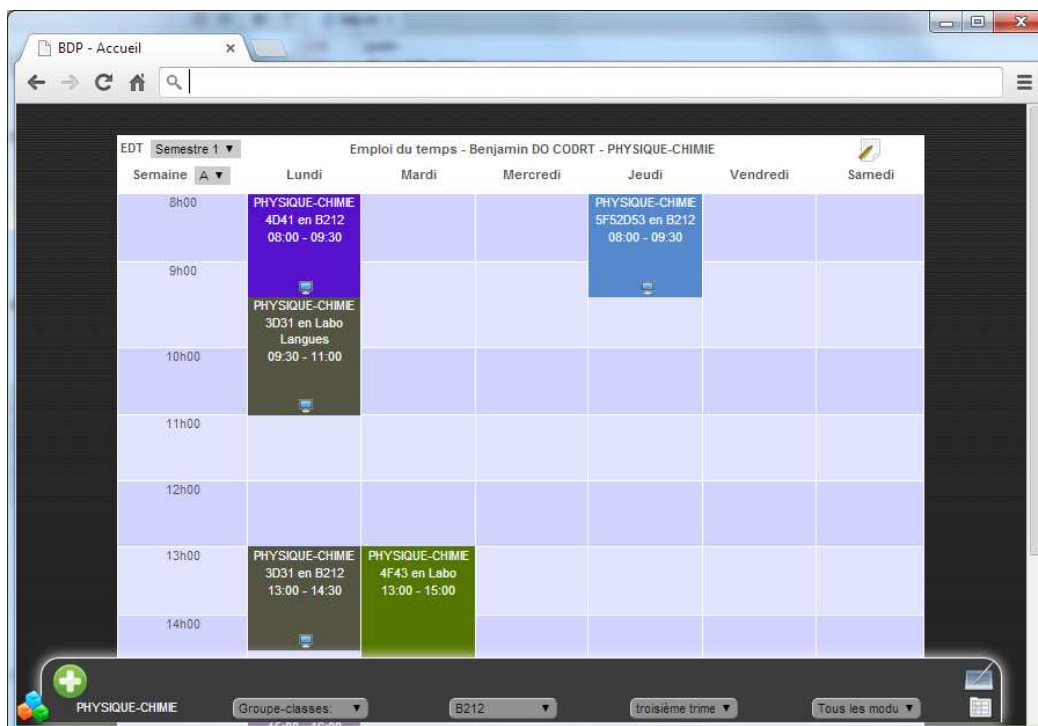 BDP - Accueil
EDT Semestre 1
Emploi du temps - Benjamin DO CODRT - PHYSIQUE-CHIMIE
Semaine A Lundi Mardi Mercredi Jeudi Vendredi Samedi
8h00
PHYSIQUE-CHIMIE
4D41 en B212
08:00 - 09:30
PHYSIQUE-CHIMIE
5F52D53 en B212
08:00 - 09:30
9h00
PHYSIQUE-CHIMIE
3D31 en Labo
Langues
09:30 - 11:00
10h00
11h00
12h00
13h00
PHYSIQUE-CHIMIE
3D31 en B212
13:00 - 14:30
PHYSIQUE-CHIMIE
4F43 en Labo
13:00 - 15:00
14h00
PHYSIQUE-CHIMIE
Groupe-classes:
B212
troisième trime
Tous les modu